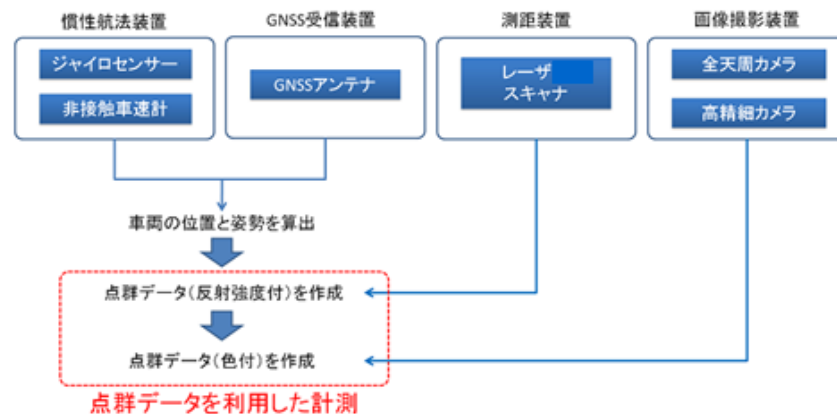 慣性航法装置
GNSS受信装置
測距装置
画像撮影装置
ジャイロセンサー
非接触車速計
GNSSアンテナ
レーザ
スキャナ
全天周カメラ
高精細カメラ
車両の位置と姿勢を算出
点群データ(反射強度付)を作成
点群データ(色付)を作成
点群データを利用した計測